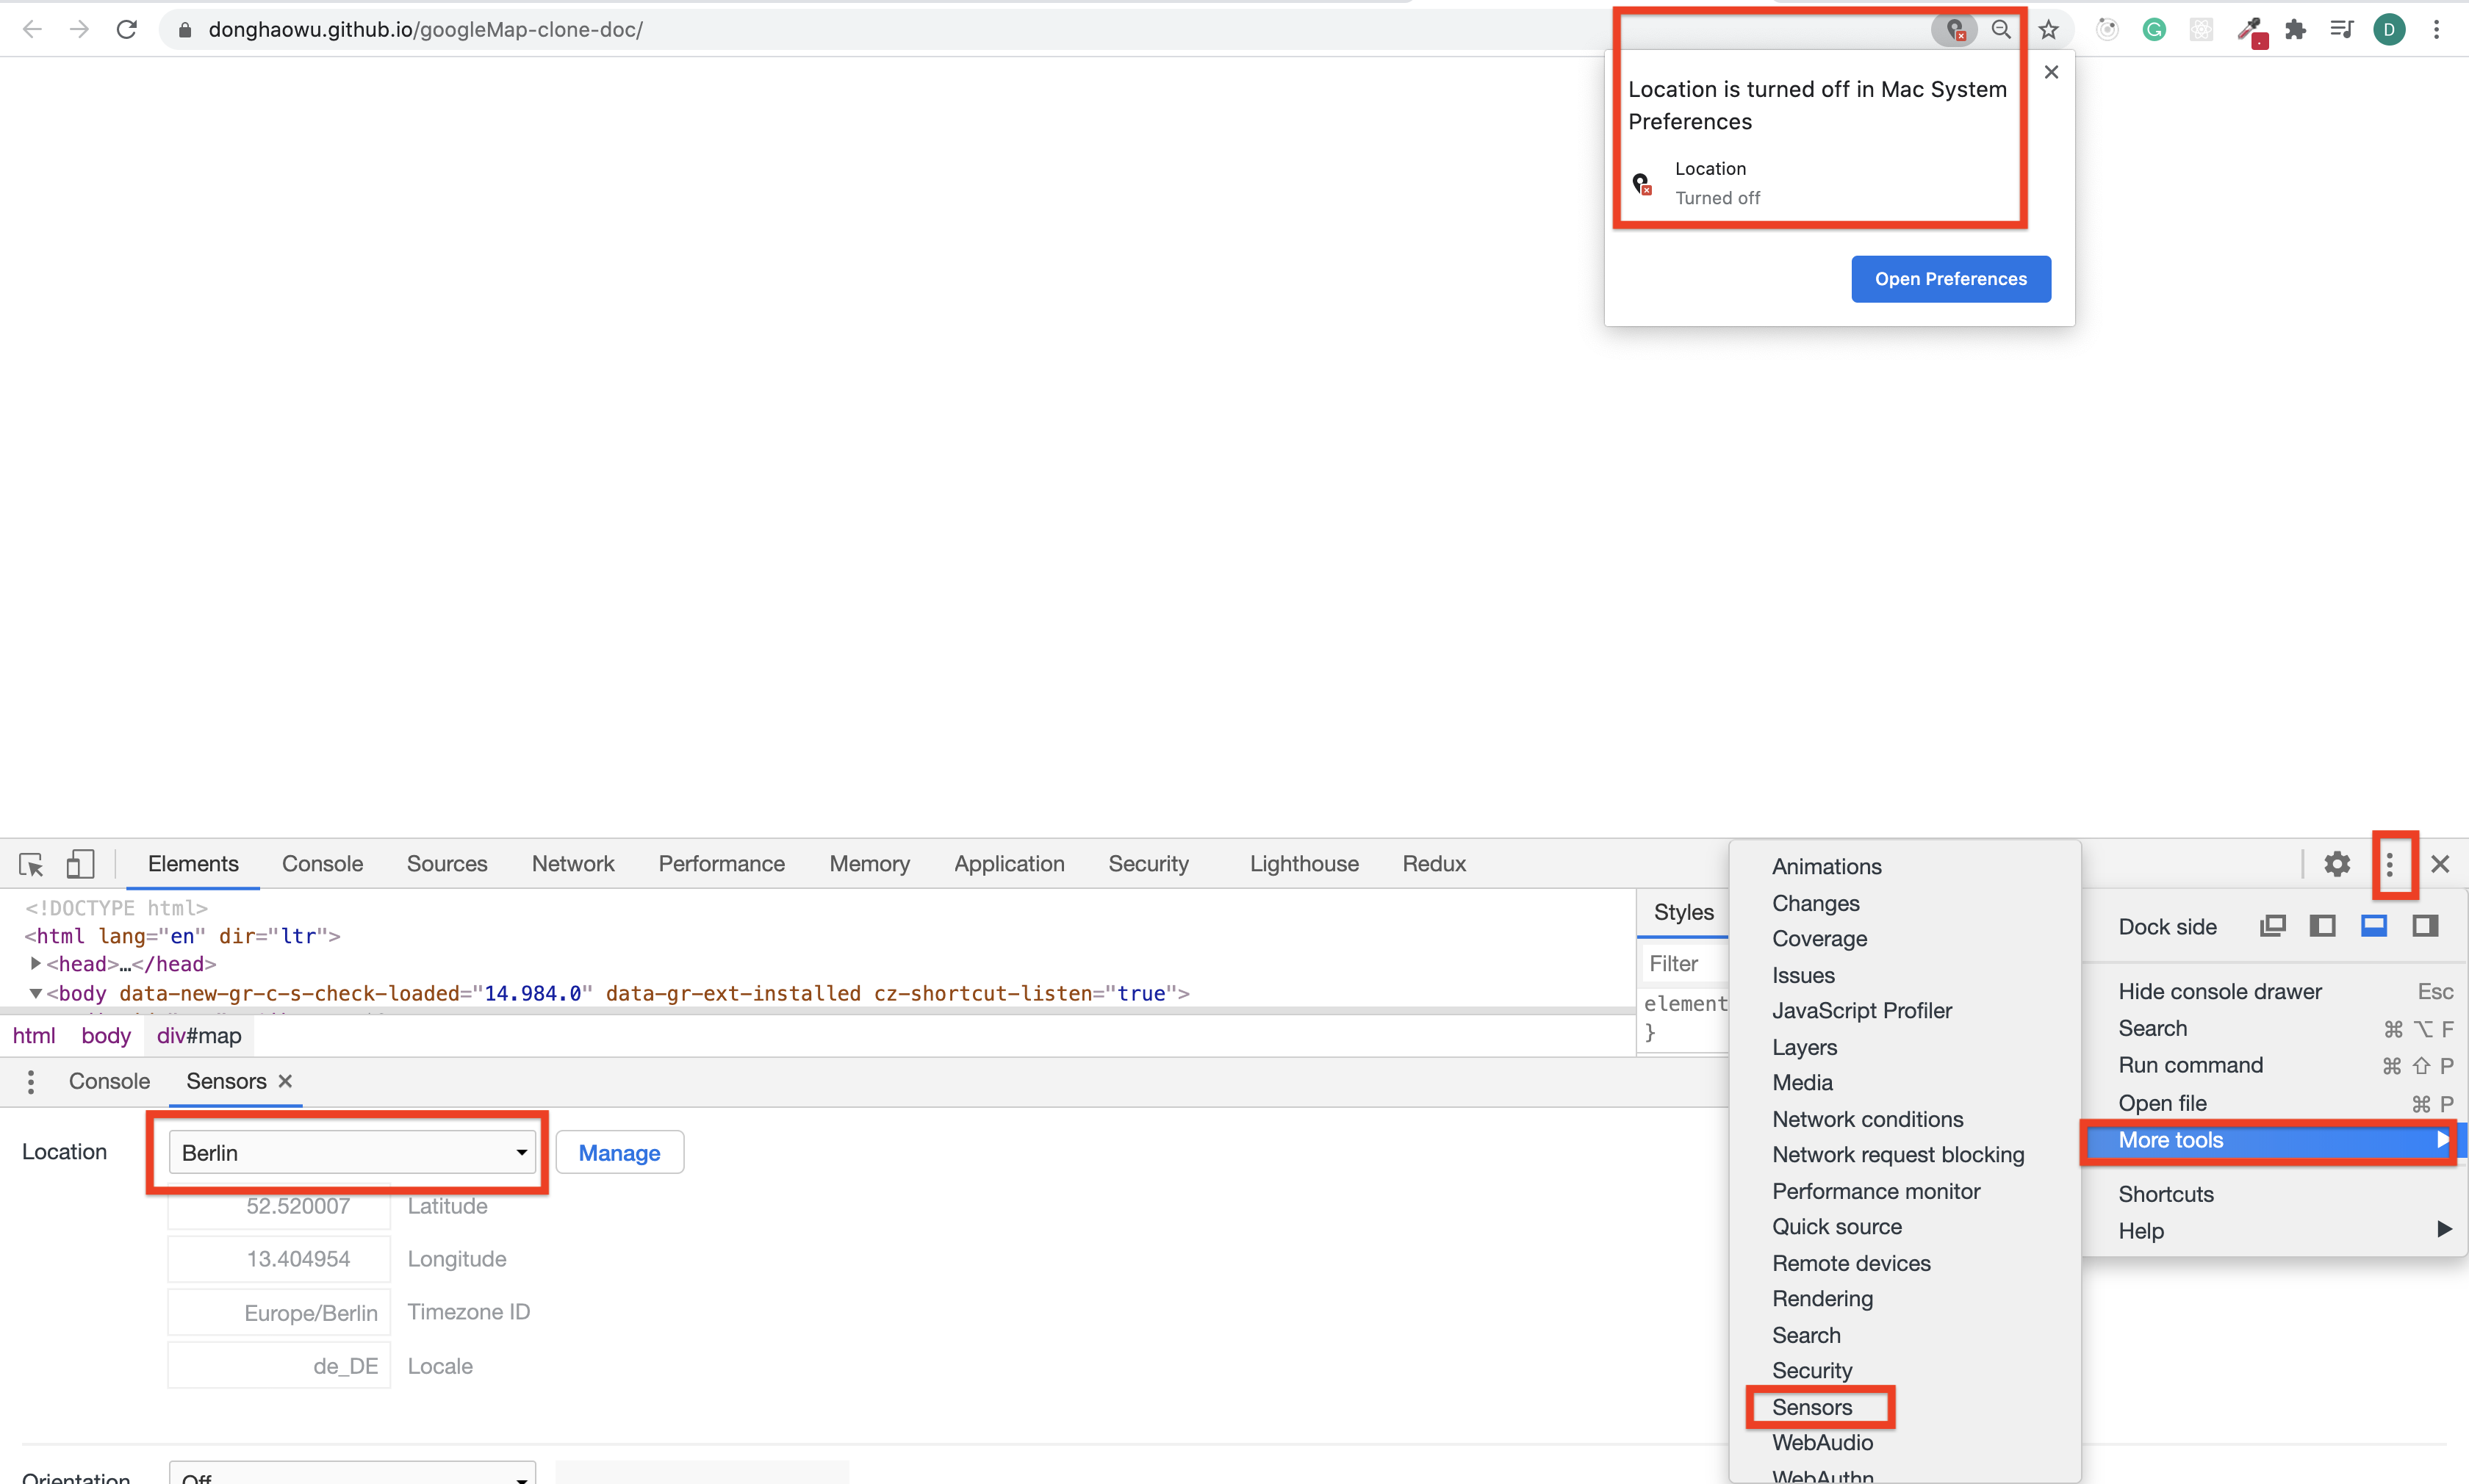 donghaowu.github.io/googleMap-clone-doc/
D
Location is turned off in Mac System
Preferences
Location
Turned off
Open Preferences
Elements
Console
Sources
Network
Performance
Memory
Application
Security
Lighthouse
Redux
<!DOCTYPE html>
<html lang="en" dir="ltr">
<head>…</head>
<body data-new-gr-c-s-check-loaded="14.984.0" data-gr-ext-installed cz-shortcut-listen="true">
html
body
div#map
Styles
Filter
element
}
Console
Sensors
Location
Berlin
Manage
52.520007
Latitude
13.404954
Longitude
Europe/Berlin
Timezone ID
de_DE
Locale
Orientation
Off
Animations
Changes
Coverage
Issues
JavaScript Profiler
Layers
Media
Network conditions
Network request blocking
Performance monitor
Quick source
Remote devices
Rendering
Search
Security
Sensors
WebAudio
WebAuthn
Dock side
Hide console drawer Esc
Search ⌘ ⌥ F
Run command ⌘ ⇧ P
Open file ⌘ P
More tools
Shortcuts
Help